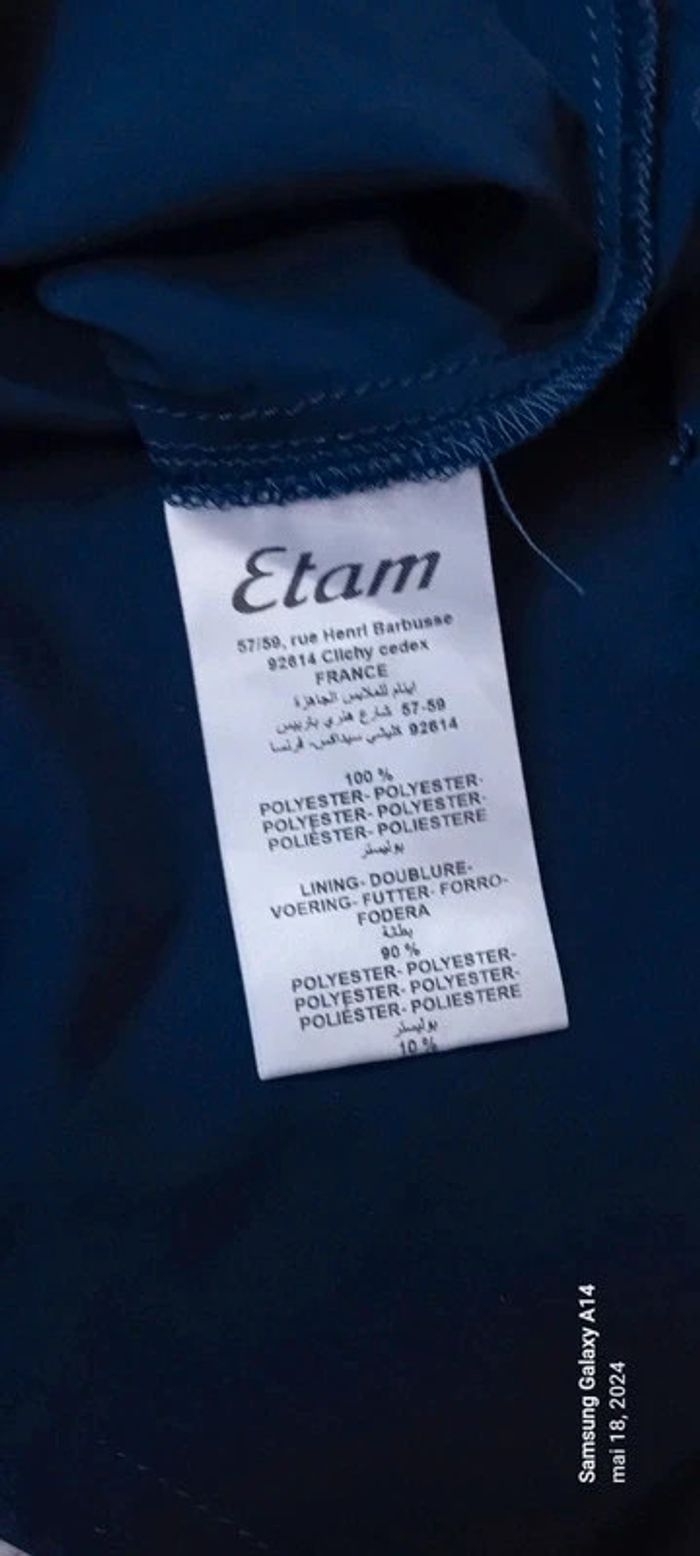 Etam
57/59, rue Henri Barbusse
92614 Clichy cedex
FRANCE
ايتام للملابس الجاهزة
57-59 شارع هنري باربيس
92614 كليشي سيداكس، فرنسا
100 %
POLYESTER- POLYESTER-
POLYESTER- POLYESTER-
POLIÉSTER- POLIESTERE
بوليستر
LINING- DOUBLURE-
VOERING- FUTTER- FORRO-
FODERA
بطانة
90 %
POLYESTER- POLYESTER-
POLYESTER- POLYESTER-
POLIÉSTER- POLIESTERE
بوليستر
10 %
Samsung Galaxy A14
mai 18, 2024